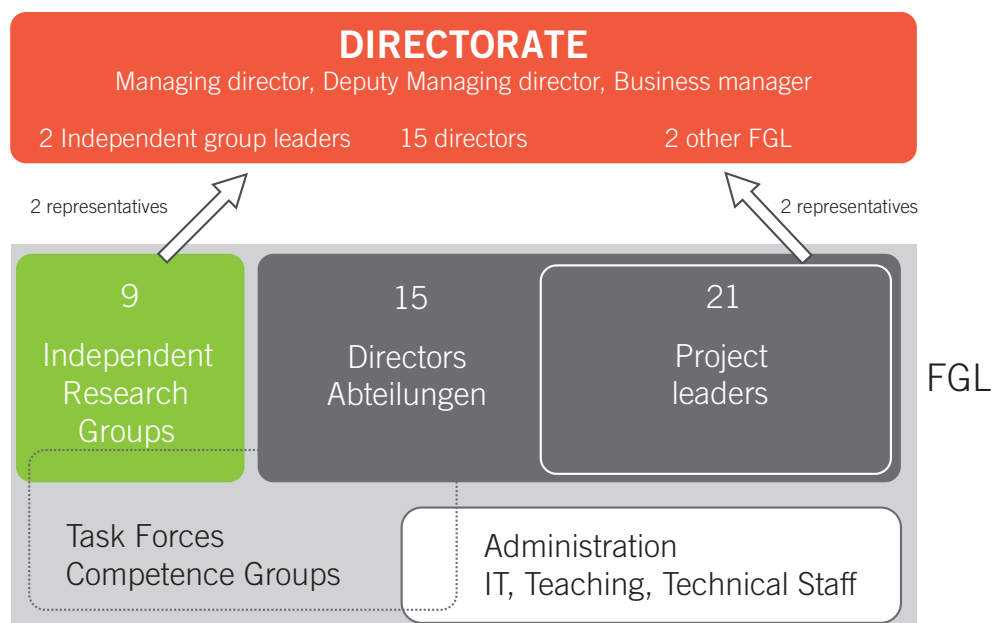 DIRECTORATE
Managing director, Deputy Managing director, Business manager
2 Independent group leaders
15 directors
2 other FGL
2 representatives
2 representatives
9
Independent
Research
Groups
15
Directors
Abteilungen
21
Project
leaders
FGL
Task Forces
Competence Groups
Administration
IT, Teaching, Technical Staff